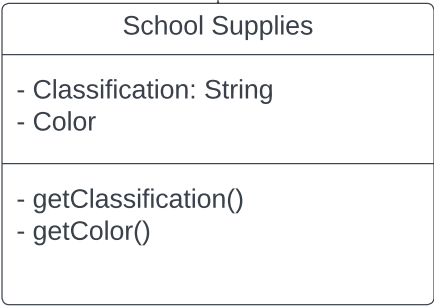 School Supplies
- Classification: String
- Color
- getClassification()
- getColor()